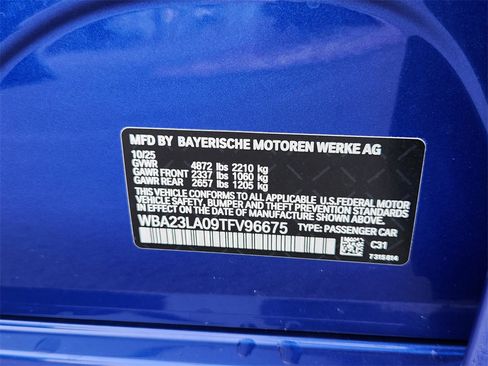 MFD BY BAYERISCHE MOTOREN WERKE AG
10/25
GVWR 4872 lbs 2210 kg
GAWR FRONT 2337 lbs 1060 kg
GAWR REAR 2657 lbs 1205 kg
THIS VEHICLE CONFORMS TO ALL APPLICABLE U.S.FEDERAL MOTOR
VEHICLE SAFETY, BUMPER AND THEFT PREVENTION STANDARDS
IN EFFECT ON THE DATE OF MANUFACTURE SHOWN ABOVE.
WBA23LA09TFV96675 TYPE: PASSENGER CAR
C31
7315814